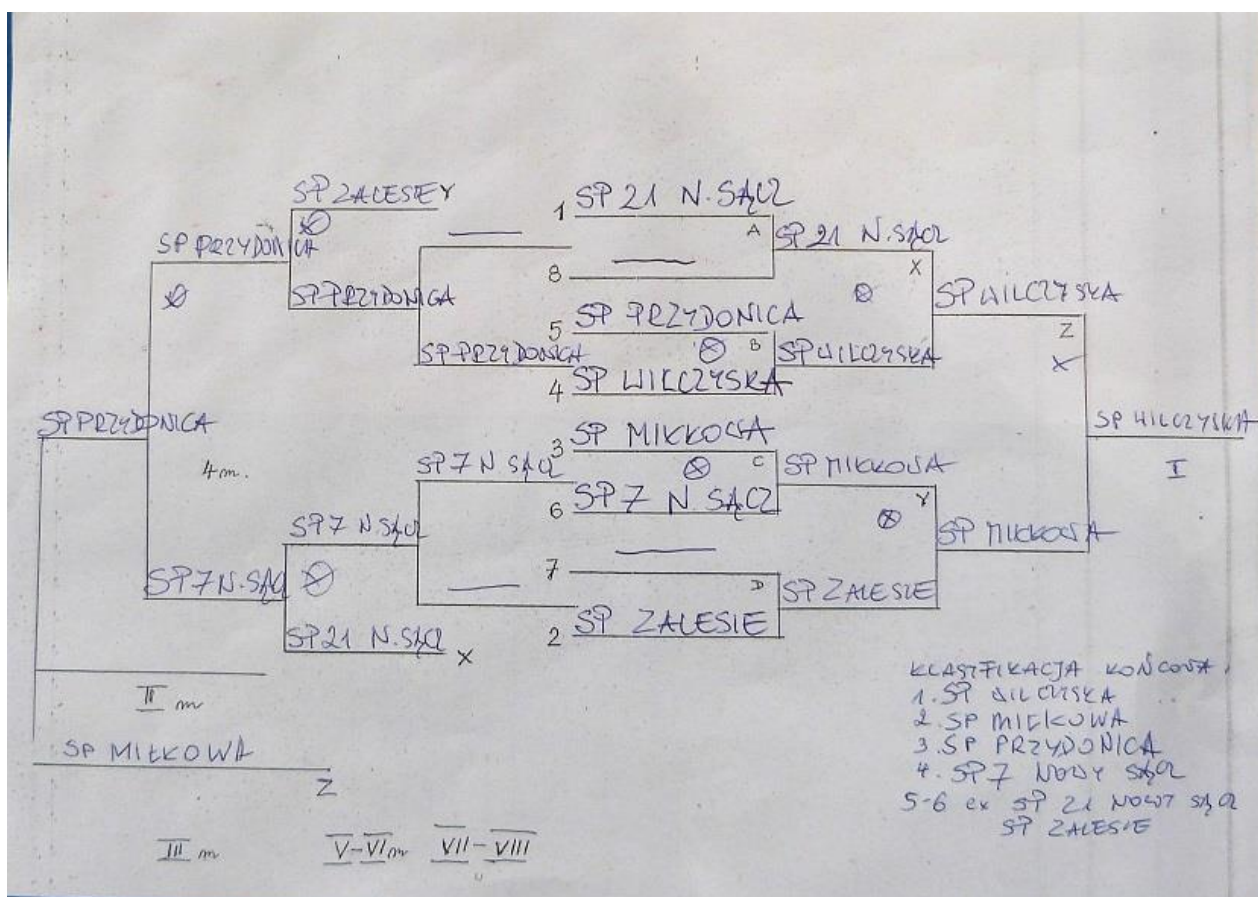 SP ZALESIE Y
1 SP 21 N. SĄCZ
A
SP PRZYDONICA
SP 21 N. SĄCZ
X
8
SP PRZYDONICA
5 SP PRZYDONICA
B
SP WILCZYSKA
Z
SP PRZYDONICA
SP WILCZYSKA
4 SP WILCZYSKA
SP PRZYDONICA
3 SP MIŁKOWA
C
SP WILCZYSKA
I
4 m.
SP 7 N. SĄCZ
SP MIŁKOWA
Y
6 SP 7 N. SĄCZ
SP 7 N. SĄCZ
SP MIŁKOWA
7
D
SP 7 N. SĄCZ
SP ZALESIE
2 SP ZALESIE
SP 21 N. SĄCZ X
II m
SP MIŁKOWA
Z
III m V-VI m VII-VIII
KLASYFIKACJA KOŃCOWA
1. SP WILCZYSKA
2. SP MIŁKOWA
3. SP PRZYDONICA
4. SP 7 NOWY SĄCZ
5-6 ex SP 21 NOWY SĄCZ
SP ZALESIE